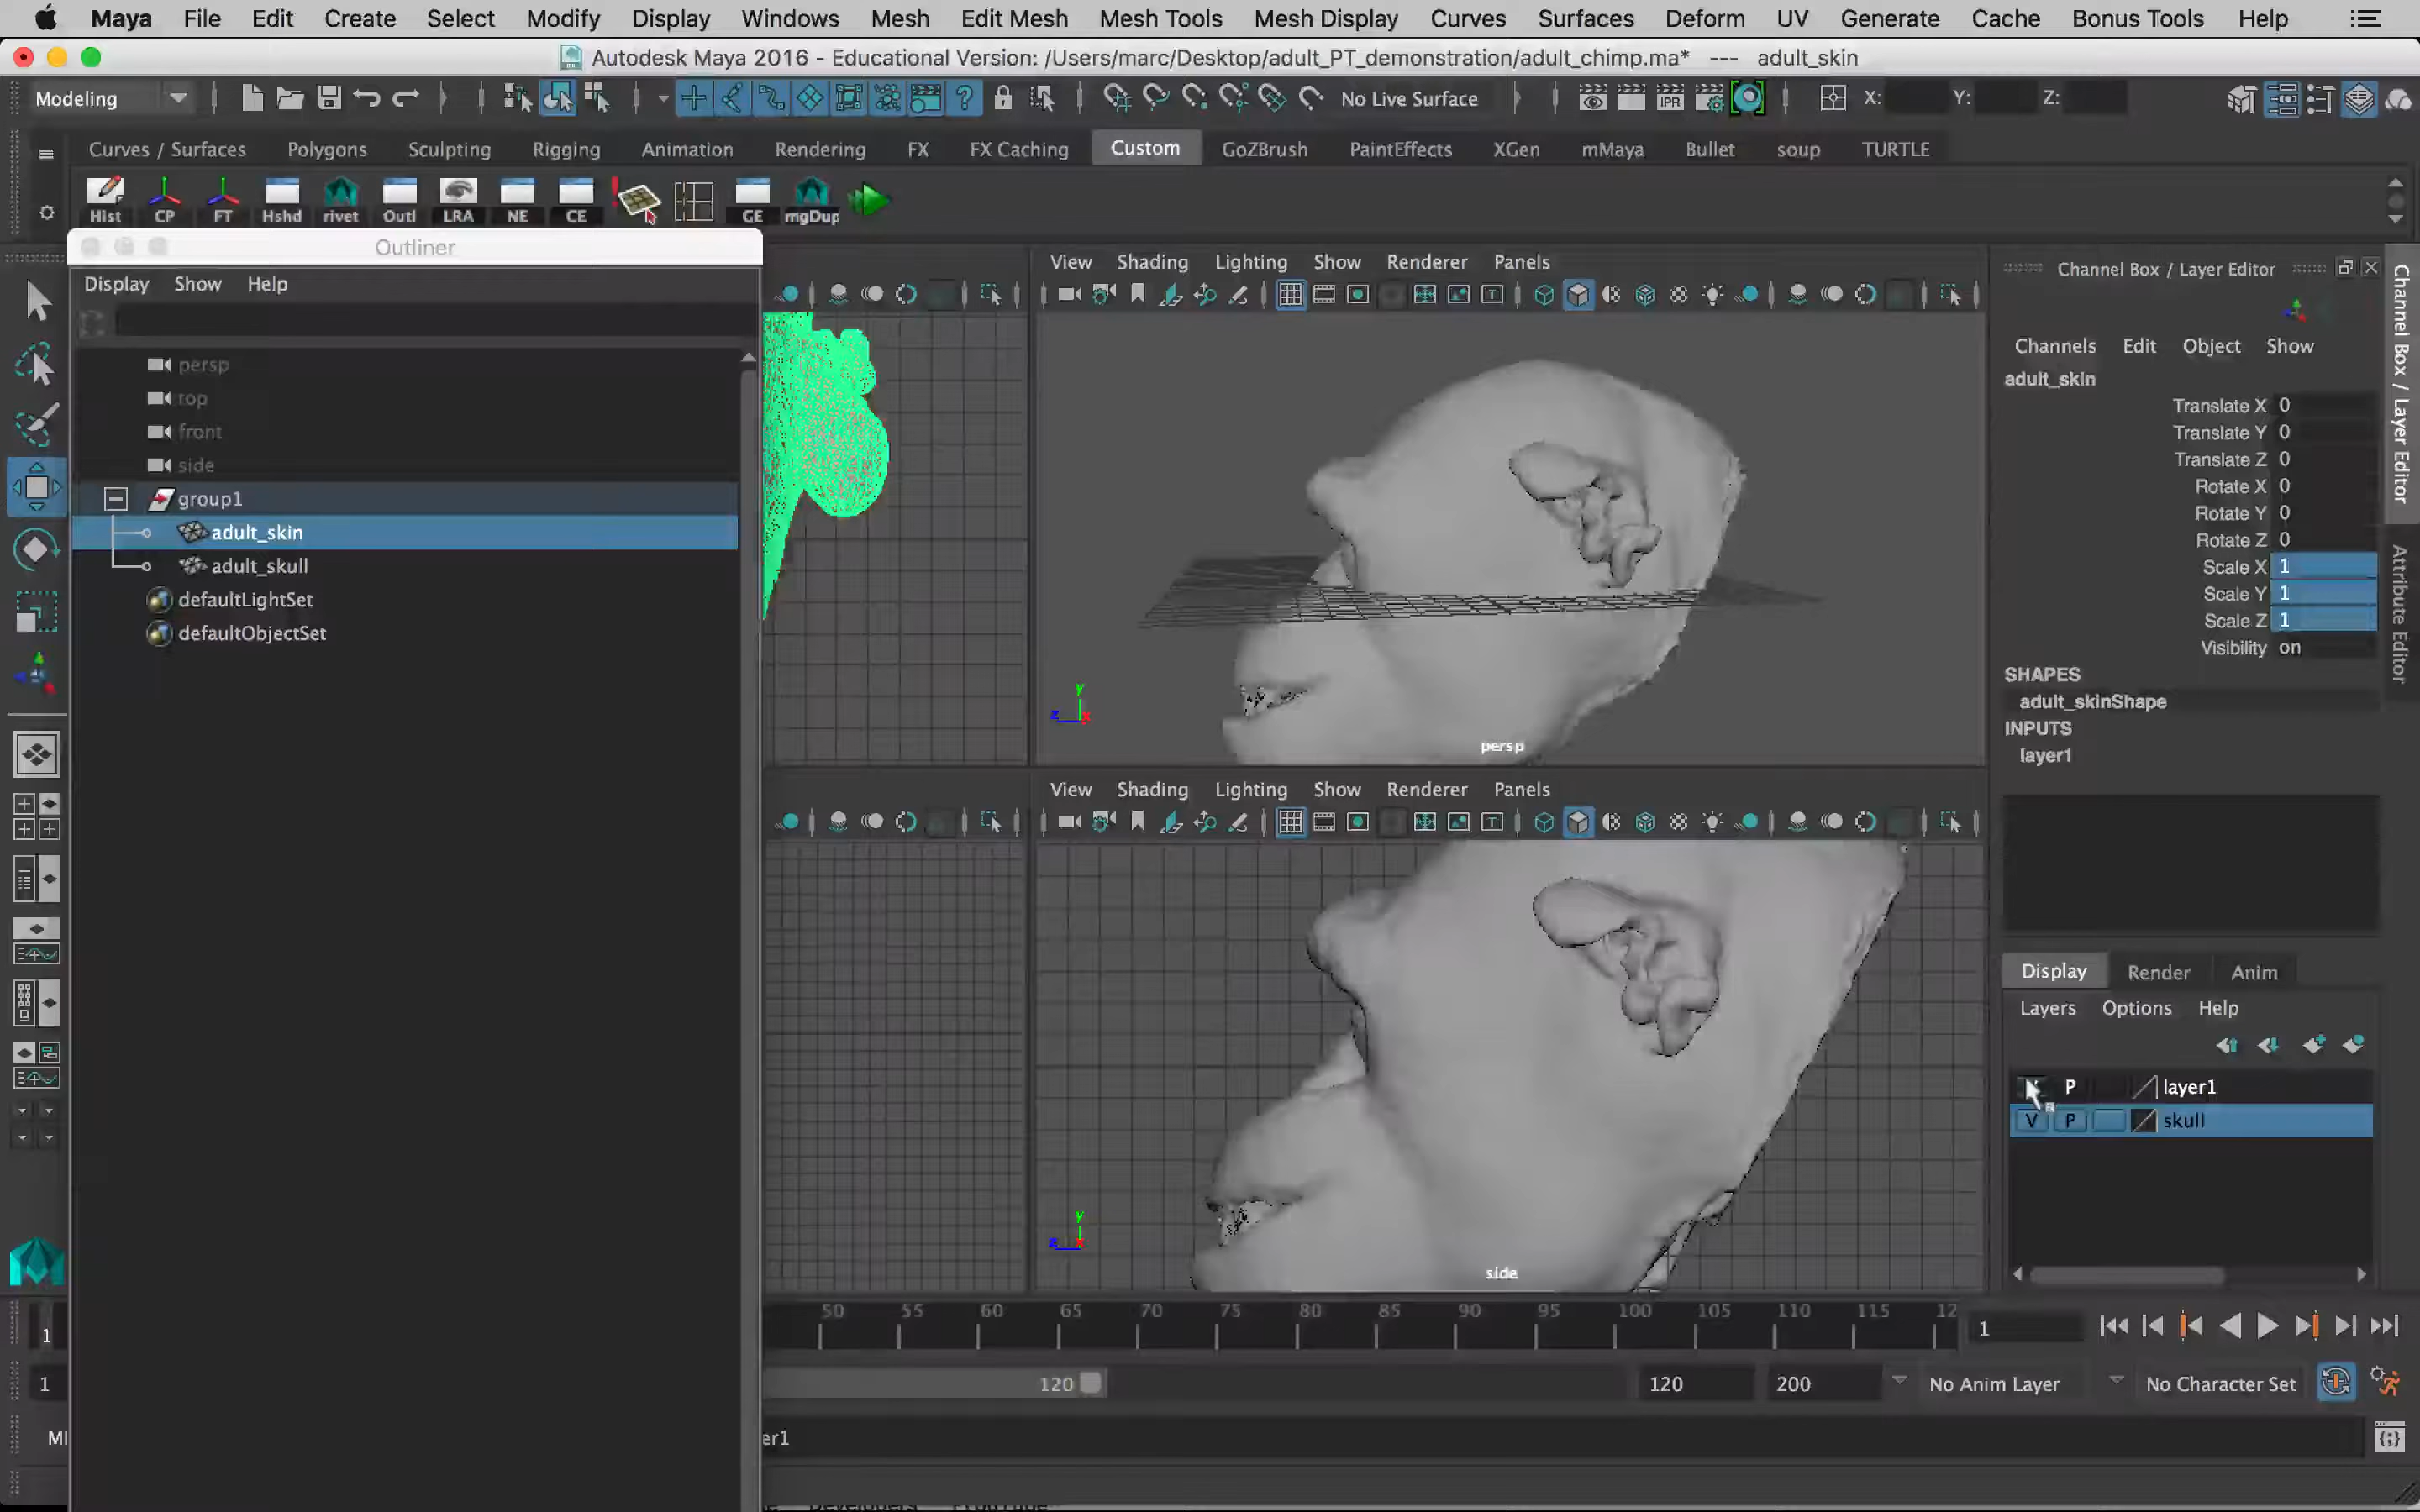 Maya File Edit Create Select Modify Display Windows Mesh Edit Mesh Mesh Tools Mesh Display Curves Surfaces Deform UV Generate Cache Bonus Tools Help
Autodesk Maya 2016 - Educational Version: /Users/marc/Desktop/adult_PT_demonstration/adult_chimp.ma* --- adult_skin
Modeling No Live Surface IPR X: Y: Z:
Curves / Surfaces Polygons Sculpting Rigging Animation Rendering FX FX Caching Custom GoZBrush PaintEffects XGen mMaya Bullet soup TURTLE
Hist CP FT Hshd rivet Outl LRA NE CE GE mgDup
Outliner
Display Show Help
persp
top
front
side
group1
adult_skin
adult_skull
defaultLightSet
defaultObjectSet
View Shading Lighting Show Renderer Panels
y
z x
persp
View Shading Lighting Show Renderer Panels
y
z x
side
Channel Box / Layer Editor
Channels Edit Object Show
adult_skin
Translate X 0
Translate Y 0
Translate Z 0
Rotate X 0
Rotate Y 0
Rotate Z 0
Scale X 1
Scale Y 1
Scale Z 1
Visibility on
SHAPES
adult_skinShape
INPUTS
layer1
Display Render Anim
Layers Options Help
P layer1
V P skull
Channel Box / Layer Editor
Attribute Editor
1 50 55 60 65 70 75 80 85 90 95 100 105 110 115 12 1
1 120 120 200 No Anim Layer No Character Set
er1